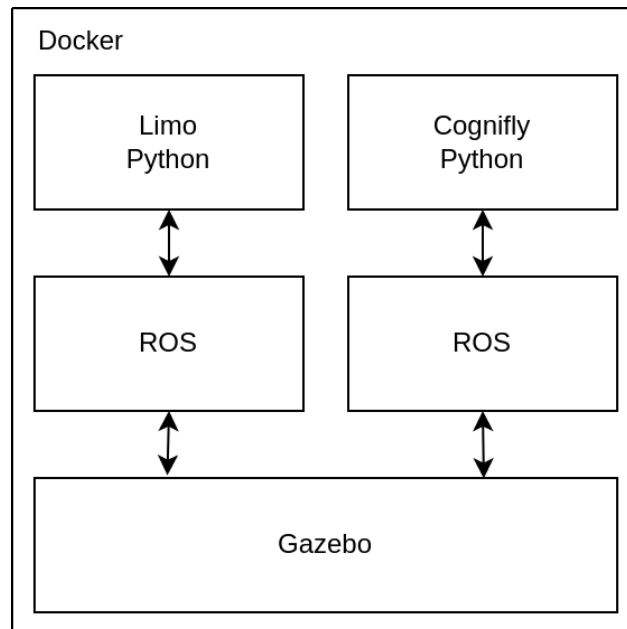 Docker
Limo
Python
Cognifly
Python
ROS
ROS
Gazebo